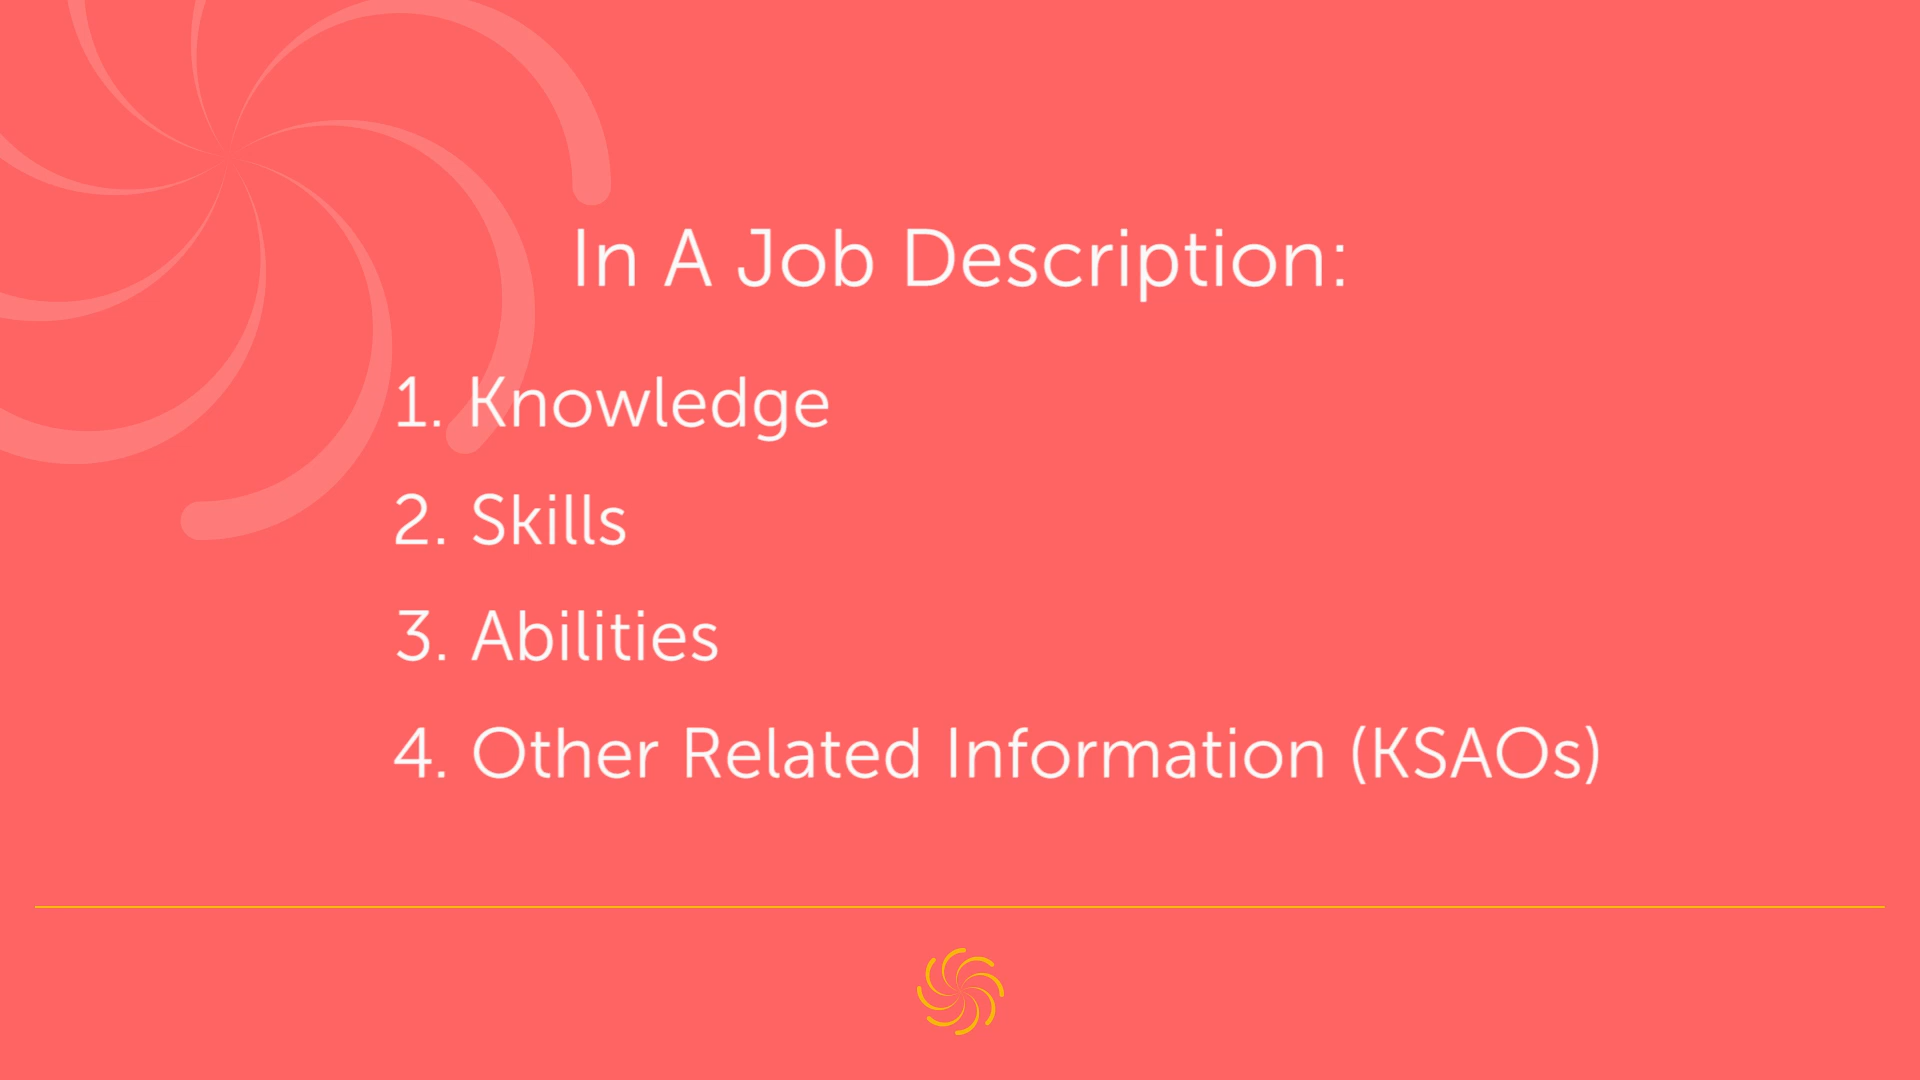 In A Job Description:
1. Knowledge
2. Skills
3. Abilities
4. Other Related Information (KSAOs)